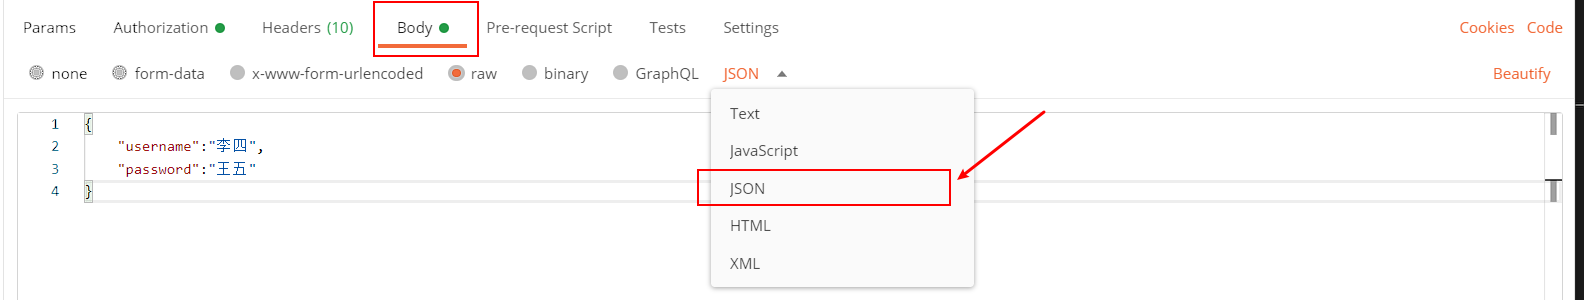 Params Authorization Headers (10) Body Pre-request Script Tests Settings Cookies Code
none form-data x-www-form-urlencoded raw binary GraphQL JSON Beautify
Text
JavaScript
JSON
HTML
XML
1 {
2 "username":"李四",
3 "password":"王五"
4 }